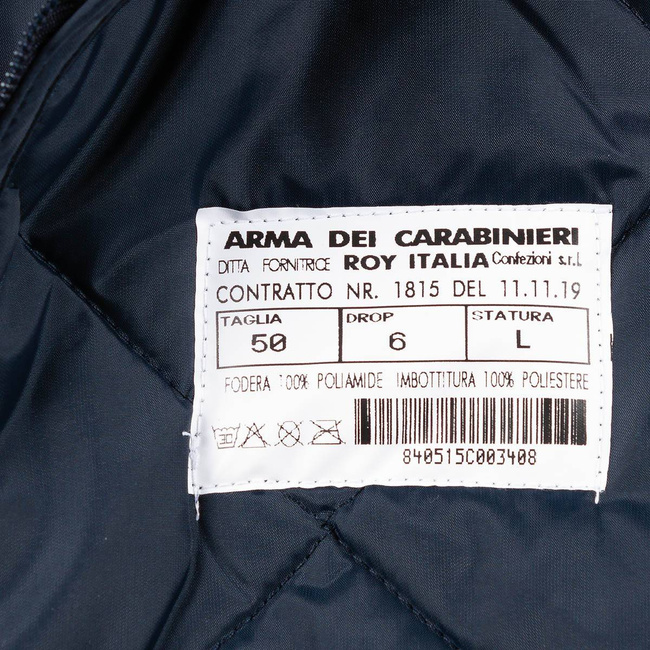 ARMA DEI CARABINIERI
DITTA FORNITRICE ROY ITALIA Confezioni s.r.l.
CONTRATTO NR. 1815 DEL 11.11.19
TAGLIA DROP STATURA
50 6 L
FODERA 100% POLIAMIDE IMBOTTITURA 100% POLIESTERE
840515C003408